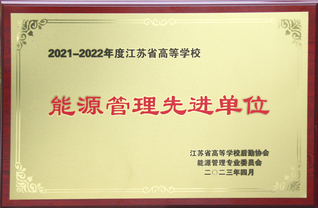 2021-2022年度江苏省高等学校
能源管理先进单位
江苏省高等学校后勤协会
能源管理专业委员会
二〇二三年四月